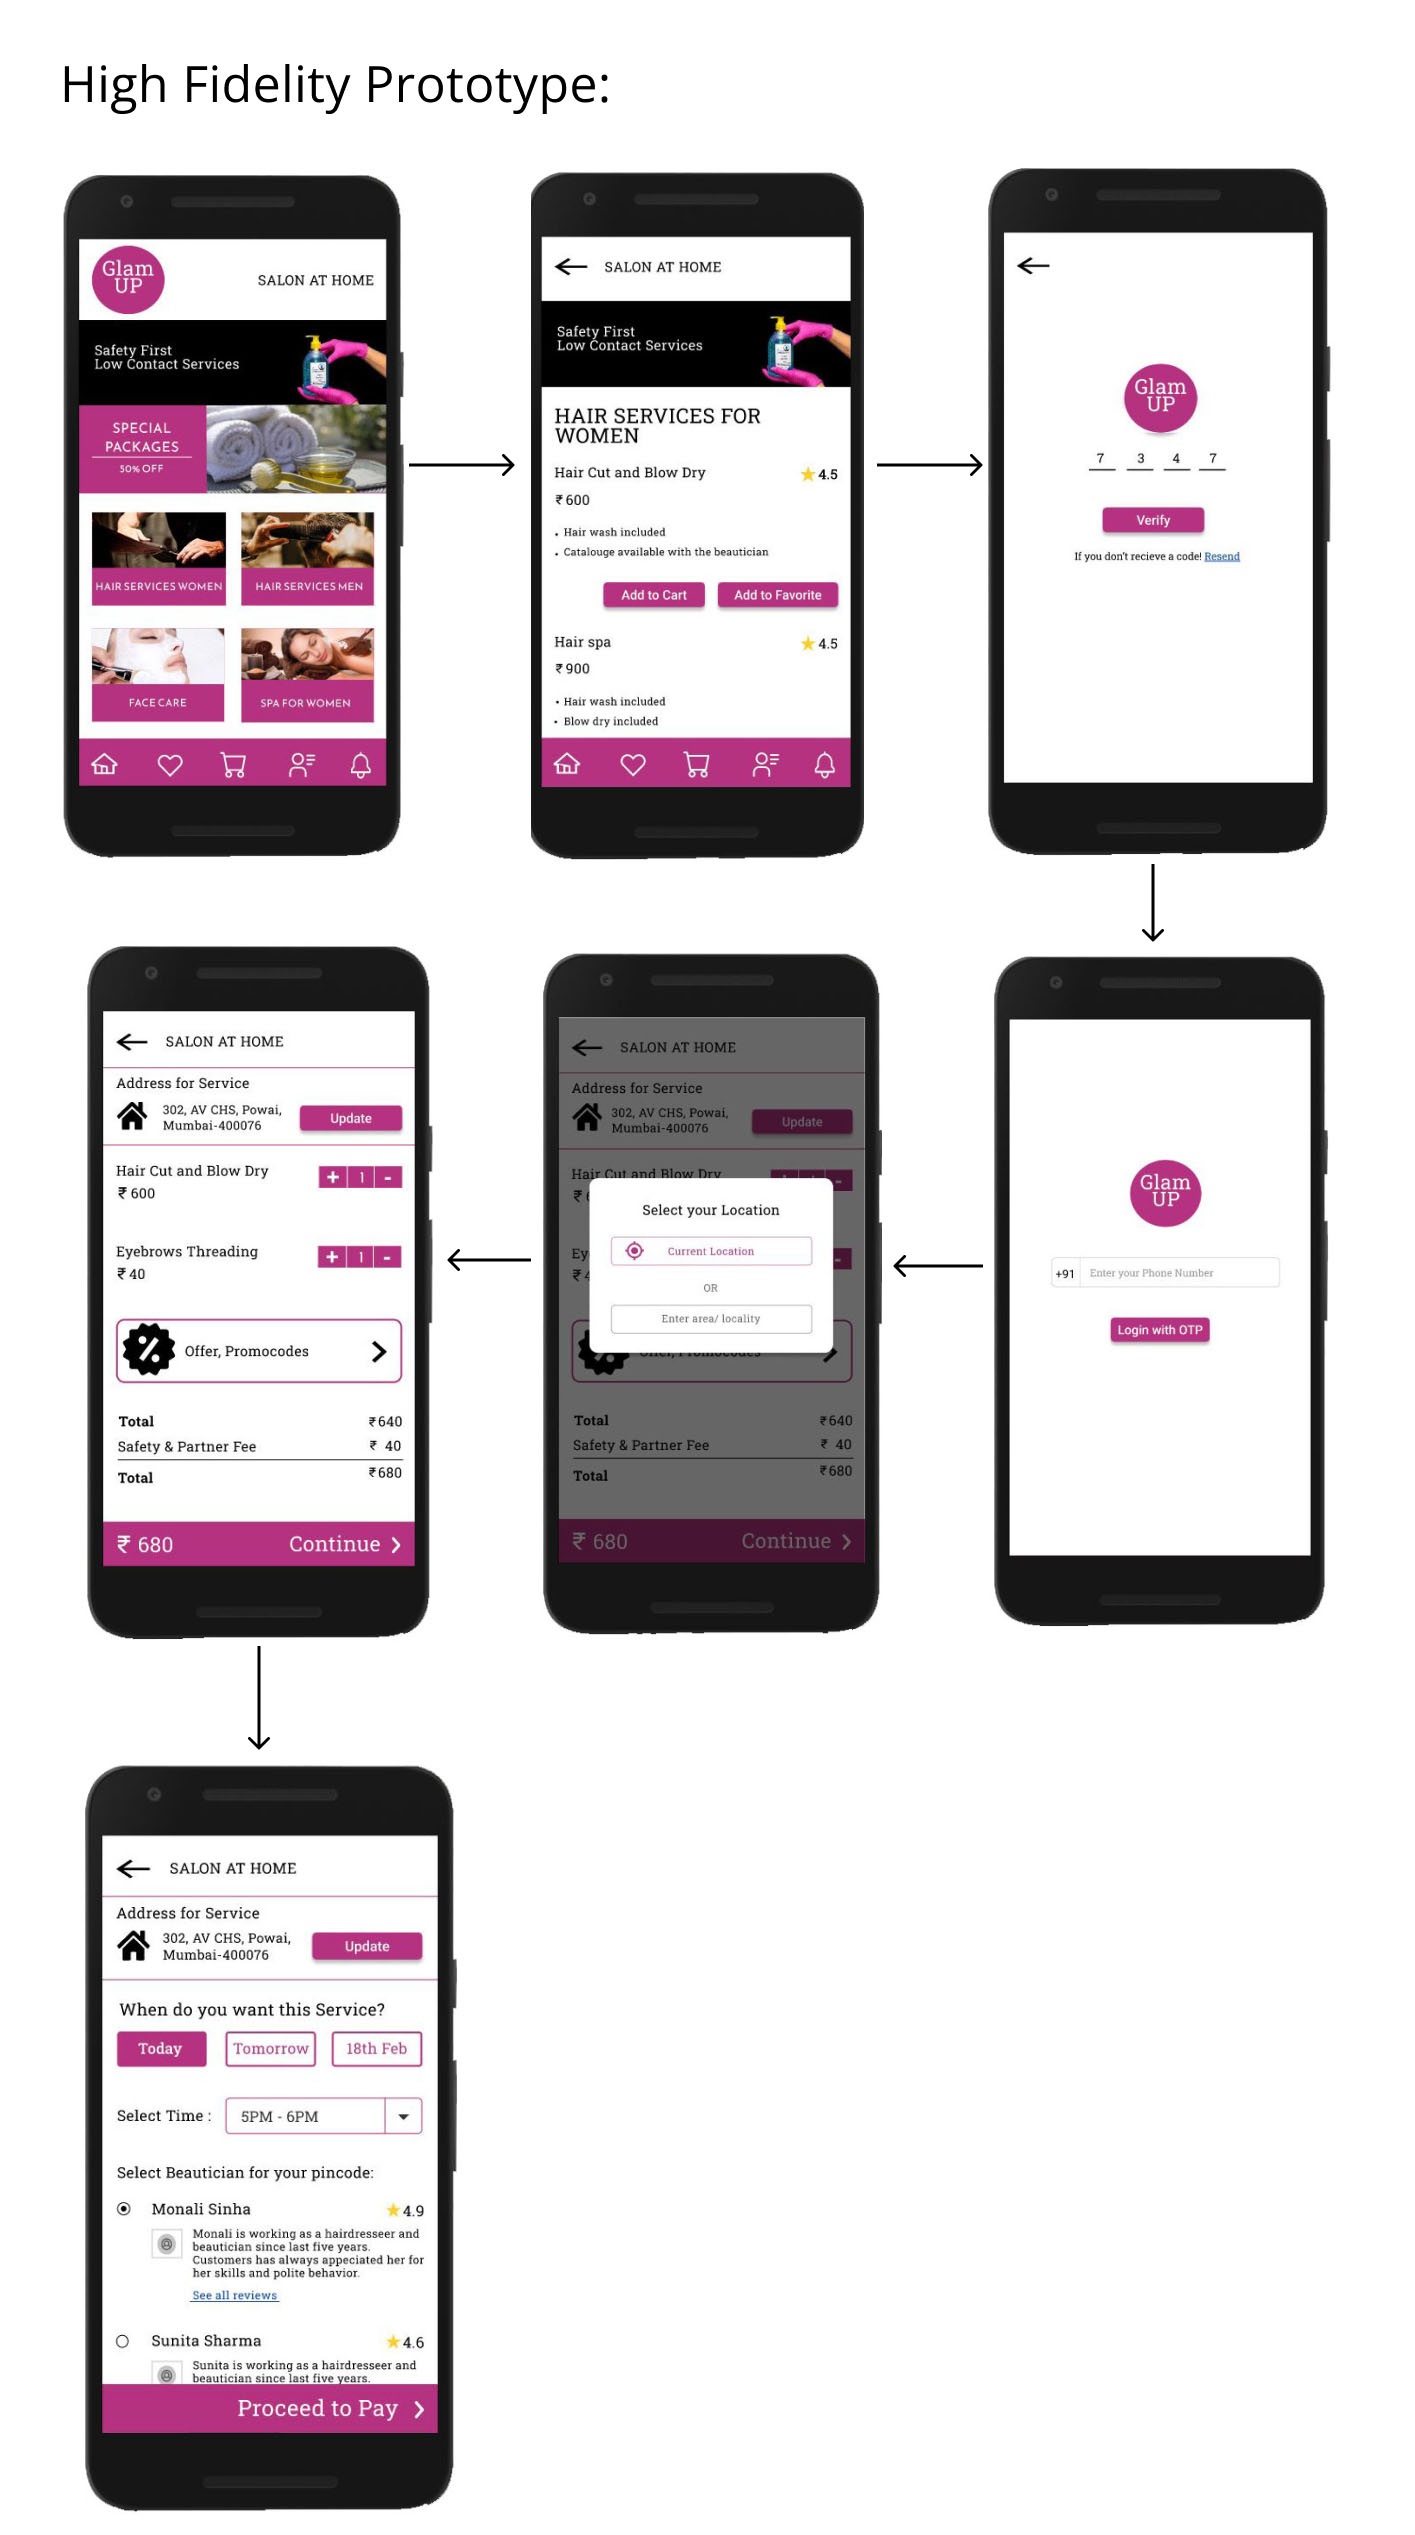 High Fidelity Prototype:
Glam
UP
SALON AT HOME
Safety First
Low Contact Services
SPECIAL
PACKAGES
50% OFF
HAIR SERVICES WOMEN
HAIR SERVICES MEN
FACE CARE
SPA FOR WOMEN
SALON AT HOME
Safety First
Low Contact Services
HAIR SERVICES FOR
WOMEN
Hair Cut and Blow Dry
4.5
₹ 600
• Hair wash included
• Catalouge available with the beautician
Add to Cart
Add to Favorite
Hair spa
4.5
₹ 900
• Hair wash included
• Blow dry included
Glam
UP
7 3 4 7
Verify
If you don't recieve a code! Resend
SALON AT HOME
Address for Service
302, AV CHS, Powai,
Mumbai-400076
Update
Hair Cut and Blow Dry
₹ 600
+ 1 -
Eyebrows Threading
₹ 40
+ 1 -
% Offer, Promocodes
Total ₹ 640
Safety & Partner Fee ₹ 40
Total ₹ 680
₹ 680 Continue
SALON AT HOME
Address for Service
302, AV CHS, Powai,
Mumbai-400076
Update
Hair Cut and Blow Dry
Select your Location
Current Location
OR
Enter area/ locality
Offer, Promocodes
Total ₹ 640
Safety & Partner Fee ₹ 40
Total ₹ 680
₹ 680 Continue
Glam
UP
+91 Enter your Phone Number
Login with OTP
SALON AT HOME
Address for Service
302, AV CHS, Powai,
Mumbai-400076
Update
When do you want this Service?
Today Tomorrow 18th Feb
Select Time : 5PM - 6PM
Select Beautician for your pincode:
Monali Sinha 4.9
Monali is working as a hairdresseer and
beautician since last five years.
Customers has always appeciated her for
her skills and polite behavior.
See all reviews
Sunita Sharma 4.6
Sunita is working as a hairdresseer and
beautician since last five years.
Proceed to Pay